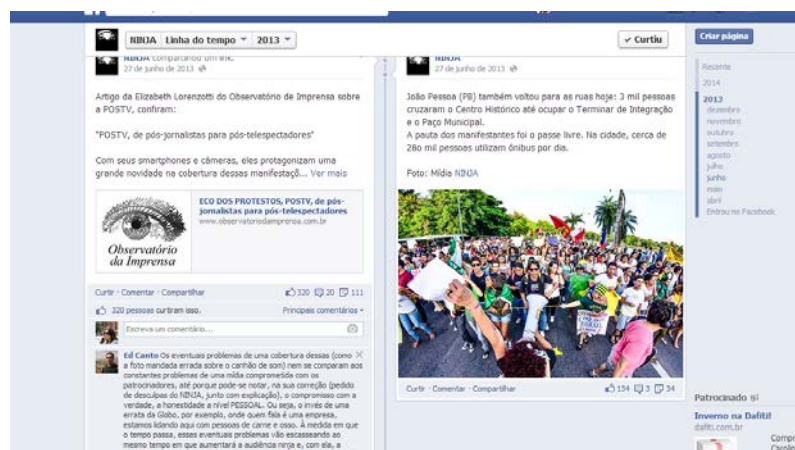 NINJA Linha do tempo 2013
Curtiu
Criar página
NINJA compartilhou um link.
27 de junho de 2013
Artigo da Elizabeth Lorenzotti do Observatório de Imprensa sobre
a POSTV, confiram:
"POSTV, de pós-jornalistas para pós-telespectadores"
Com seus smartphones e câmeras, eles protagonizam uma
grande novidade na cobertura dessas manifestaçõ... Ver mais
Observatório
da Imprensa
ECO DOS PROTESTOS, POSTV, de pós-
jornalistas para pós-telespectadores
www.observatoriodaimprensa.com.br
Curtir · Comentar · Compartilhar 320 20 111
320 pessoas curtiram isso. Principais comentários
Escreva um comentário...
Ed Canto Os eventuais problemas de uma cobertura dessas (como
a foto mandada errada sobre o canhão de som) nem se comparam aos
constantes problemas de uma mídia comprometida com os
patrocinadores, até porque pode-se notar, na sua correção (pedido
de desculpas do NINJA, junto com explicação), o compromisso com a
verdade, a honestidade a nível PESSOAL. Ou seja, o invés de uma
errata da Globo, por exemplo, onde quem fala é uma empresa,
estamos lidando aqui com pessoas de carne e osso. À medida em que
o tempo passa, esses eventuais problemas vão escasseando ao
mesmo tempo em que aumentará a audiência ninja e, com ela, a
NINJA
27 de junho de 2013
João Pessoa (PB) também voltou para as ruas hoje: 3 mil pessoas
cruzaram o Centro Histórico até ocupar o Terminar de Integração
e o Paço Municipal.
A pauta dos manifestantes foi o passe livre. Na cidade, cerca de
28o mil pessoas utilizam ônibus por dia.
Foto: Mídia NINJA
Curtir · Comentar · Compartilhar 134 3 34
Recente
2014
2013
dezembro
novembro
outubro
setembro
agosto
julho
junho
maio
abril
Entrou no Facebook
Patrocinado
Inverno na Dafiti!
dafiti.com.br